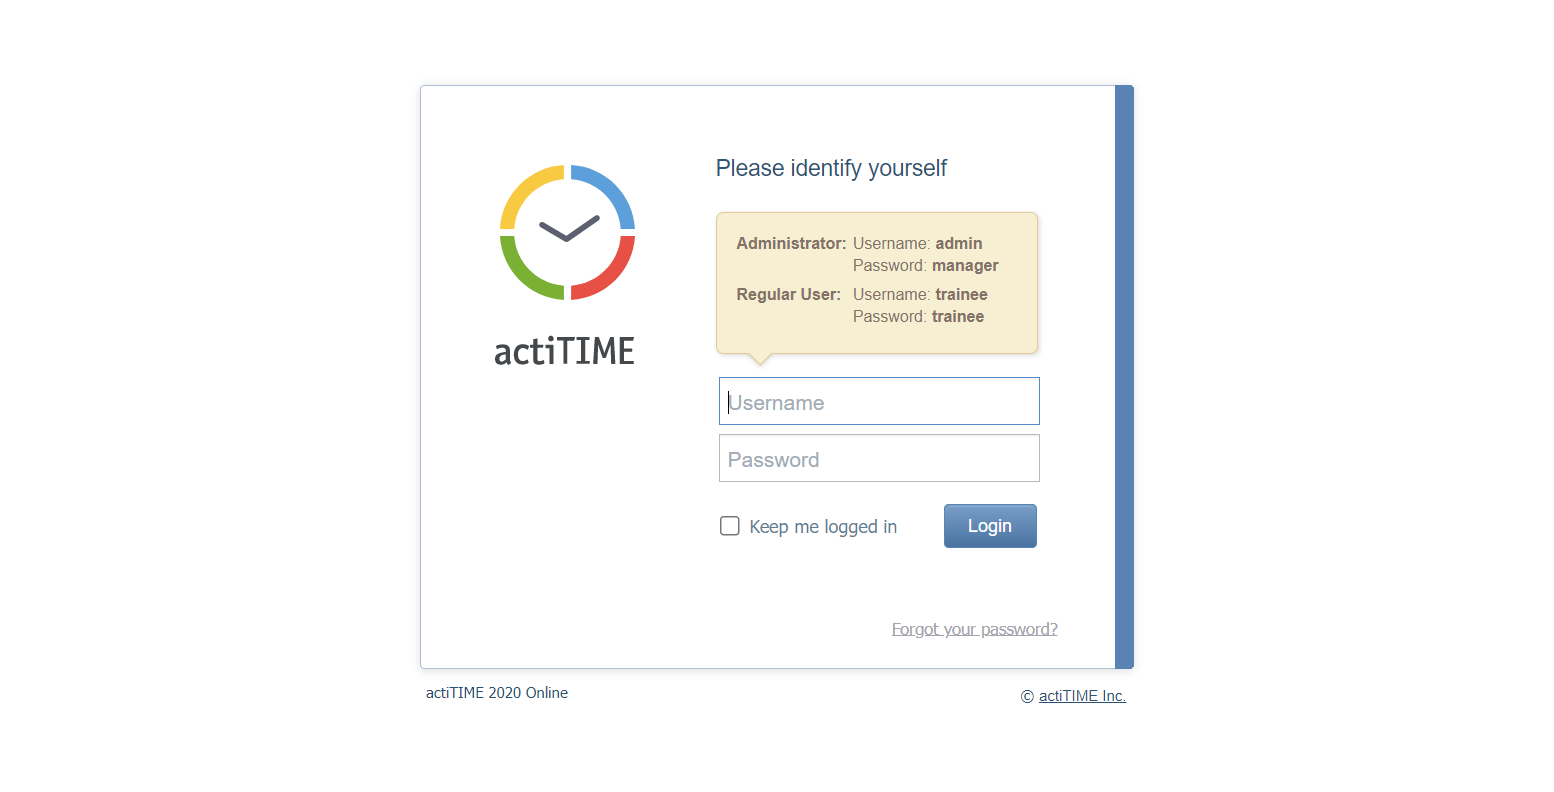 actiTIME
Please identify yourself
Administrator: Username: admin
Password: manager
Regular User: Username: trainee
Password: trainee
Username
Password
Keep me logged in Login
Forgot your password?
actiTIME 2020 Online © actiTIME Inc.